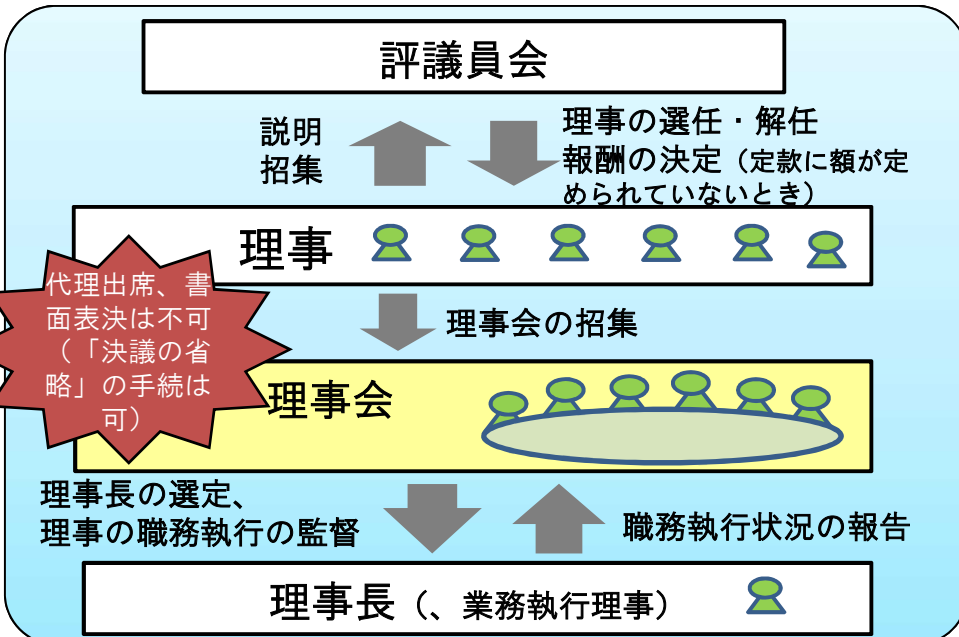 評議員会
説明
招集
理事の選任・解任
報酬の決定（定款に額が定
められていないとき）
理事
代理出席、書
面表決は不可
（「決議の省
略」の手続は
可）
理事会の招集
理事会
理事長の選定、
理事の職務執行の監督
職務執行状況の報告
理事長（、業務執行理事）